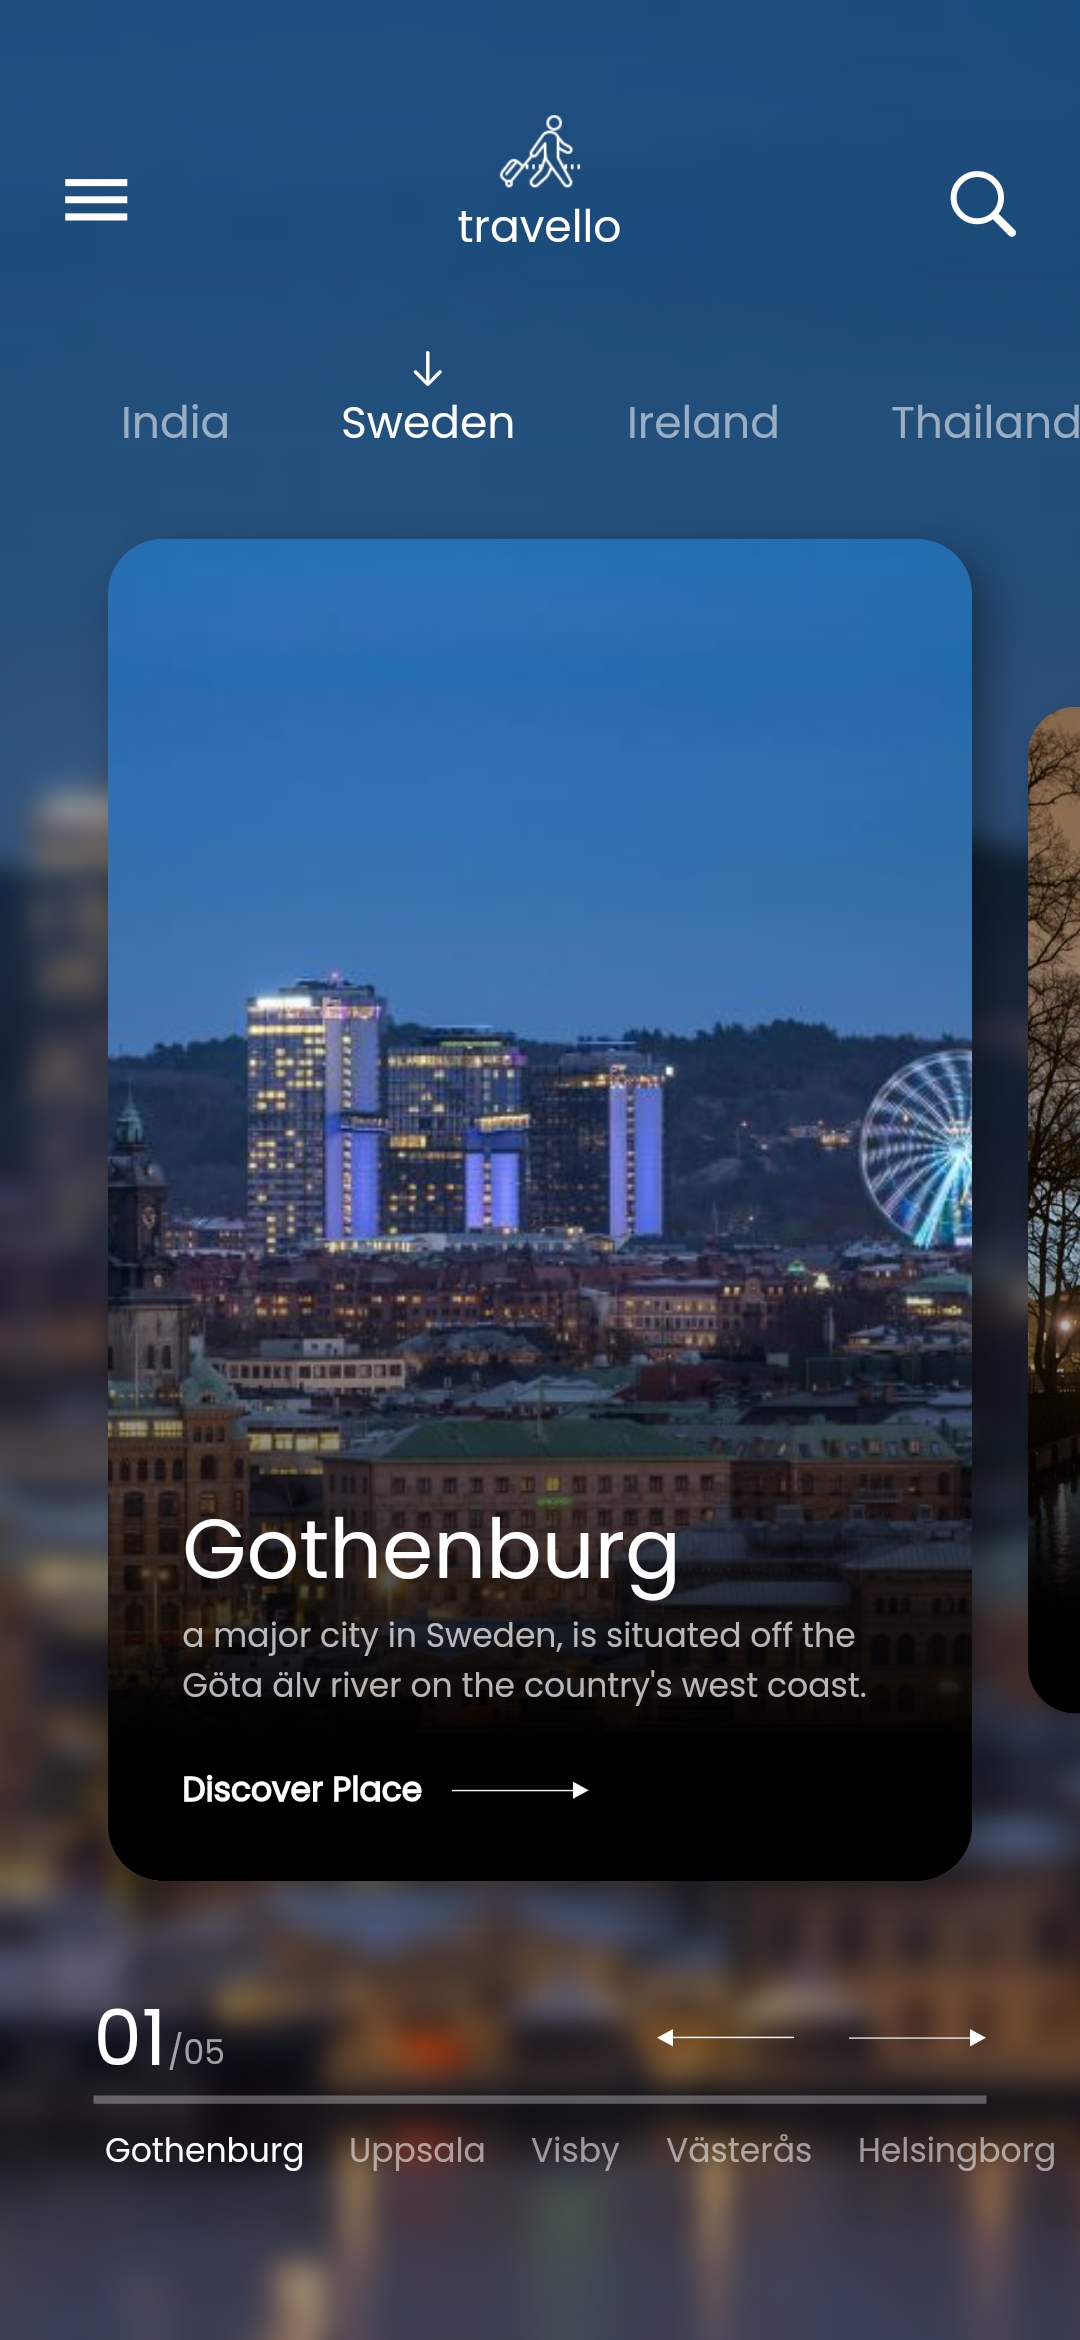 travello
India Sweden Ireland Thailand
Gothenburg
a major city in Sweden, is situated off the
Göta älv river on the country's west coast.
Discover Place
01/05
Gothenburg Uppsala Visby Västerås Helsingborg